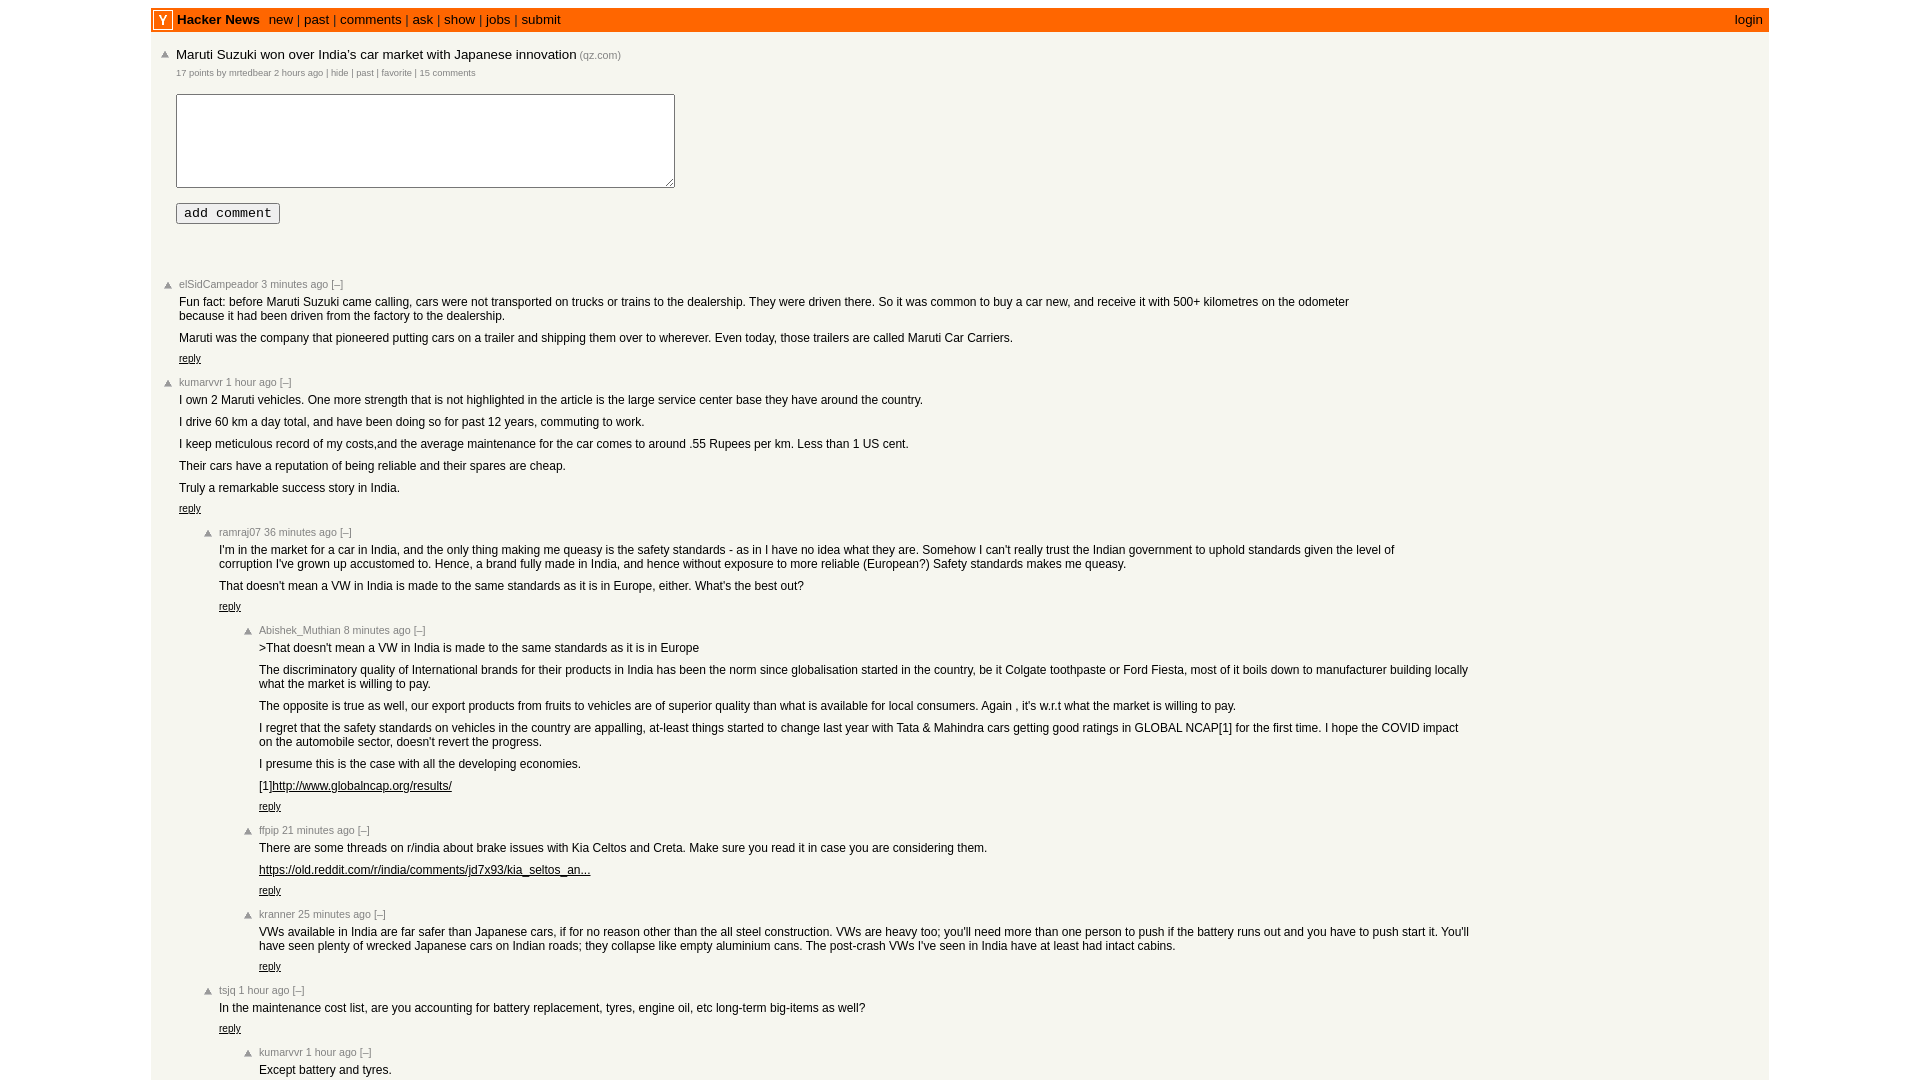 Y Hacker News new | past | comments | ask | show | jobs | submit login
Maruti Suzuki won over India's car market with Japanese innovation (qz.com)
17 points by mrtedbear 2 hours ago | hide | past | favorite | 15 comments
add comment
elSidCampeador 3 minutes ago [–]
Fun fact: before Maruti Suzuki came calling, cars were not transported on trucks or trains to the dealership. They were driven there. So it was common to buy a car new, and receive it with 500+ kilometres on the odometer
because it had been driven from the factory to the dealership.
Maruti was the company that pioneered putting cars on a trailer and shipping them over to wherever. Even today, those trailers are called Maruti Car Carriers.
reply
kumarvvr 1 hour ago [–]
I own 2 Maruti vehicles. One more strength that is not highlighted in the article is the large service center base they have around the country.
I drive 60 km a day total, and have been doing so for past 12 years, commuting to work.
I keep meticulous record of my costs,and the average maintenance for the car comes to around .55 Rupees per km. Less than 1 US cent.
Their cars have a reputation of being reliable and their spares are cheap.
Truly a remarkable success story in India.
reply
ramraj07 36 minutes ago [–]
I'm in the market for a car in India, and the only thing making me queasy is the safety standards - as in I have no idea what they are. Somehow I can't really trust the Indian government to uphold standards given the level of
corruption I've grown up accustomed to. Hence, a brand fully made in India, and hence without exposure to more reliable (European?) Safety standards makes me queasy.
That doesn't mean a VW in India is made to the same standards as it is in Europe, either. What's the best out?
reply
Abishek_Muthian 8 minutes ago [–]
>That doesn't mean a VW in India is made to the same standards as it is in Europe
The discriminatory quality of International brands for their products in India has been the norm since globalisation started in the country, be it Colgate toothpaste or Ford Fiesta, most of it boils down to manufacturer building locally
what the market is willing to pay.
The opposite is true as well, our export products from fruits to vehicles are of superior quality than what is available for local consumers. Again , it's w.r.t what the market is willing to pay.
I regret that the safety standards on vehicles in the country are appalling, at-least things started to change last year with Tata & Mahindra cars getting good ratings in GLOBAL NCAP[1] for the first time. I hope the COVID impact
on the automobile sector, doesn't revert the progress.
I presume this is the case with all the developing economies.
[1]http://www.globalncap.org/results/
reply
ffpip 21 minutes ago [–]
There are some threads on r/india about brake issues with Kia Celtos and Creta. Make sure you read it in case you are considering them.
https://old.reddit.com/r/india/comments/jd7x93/kia_seltos_an...
reply
kranner 25 minutes ago [–]
VWs available in India are far safer than Japanese cars, if for no reason other than the all steel construction. VWs are heavy too; you'll need more than one person to push if the battery runs out and you have to push start it. You'll
have seen plenty of wrecked Japanese cars on Indian roads; they collapse like empty aluminium cans. The post-crash VWs I've seen in India have at least had intact cabins.
reply
tsjq 1 hour ago [–]
In the maintenance cost list, are you accounting for battery replacement, tyres, engine oil, etc long-term big-items as well?
reply
kumarvvr 1 hour ago [–]
Except battery and tyres.